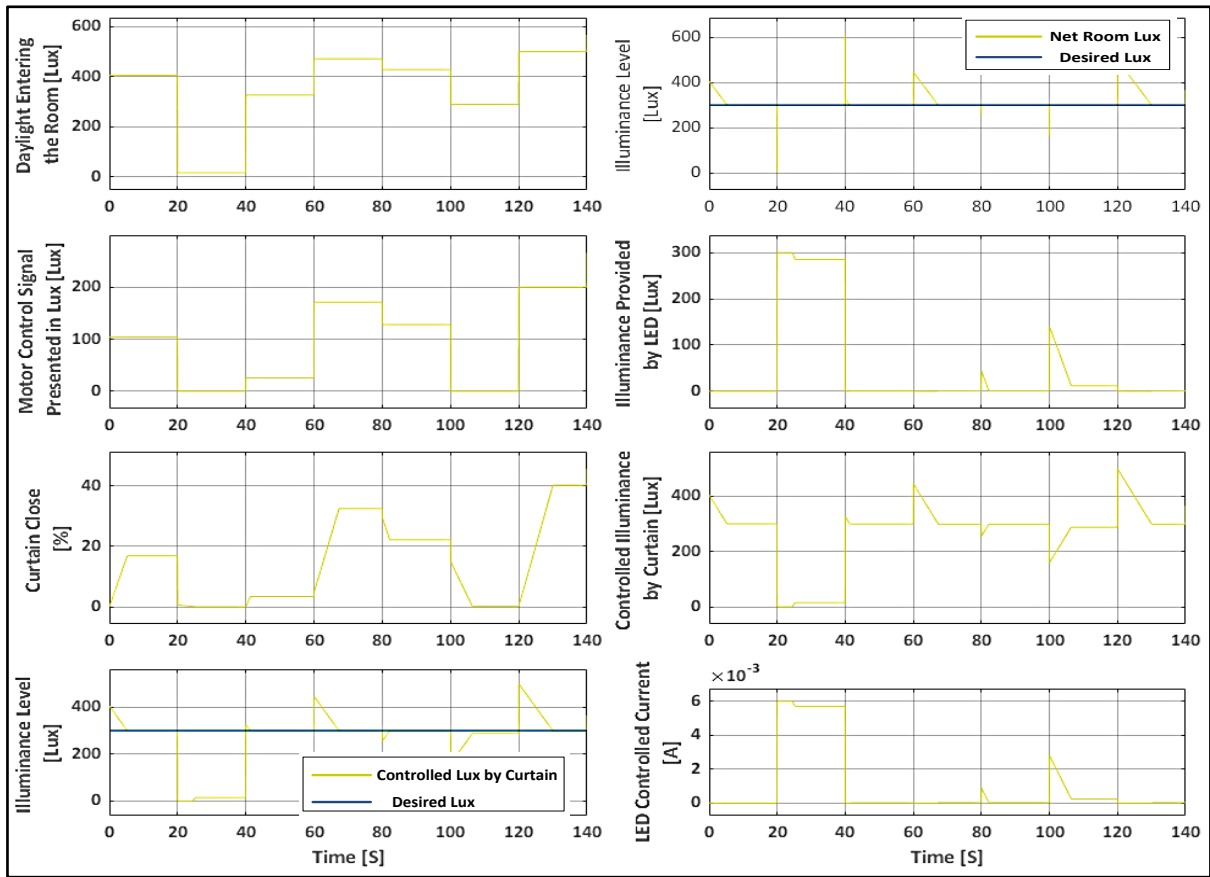 Daylight Entering
the Room [Lux]
600
400
200
0
0 20 40 60 80 100 120 140
Illuminance Level
[Lux]
600
400
200
0
0 20 40 60 80 100 120 140
Net Room Lux
Desired Lux
Motor Control Signal
Presented in Lux [Lux]
200
100
0
0 20 40 60 80 100 120 140
Illuminance Provided
by LED [Lux]
300
200
100
0
0 20 40 60 80 100 120 140
Curtain Close
[%]
40
20
0
0 20 40 60 80 100 120 140
Controlled Illuminance
by Curtain [Lux]
400
200
0
0 20 40 60 80 100 120 140
Illuminance Level
[Lux]
400
200
0
0 20 40 60 80 100 120 140
Controlled Lux by Curtain
Desired Lux
Time [S]
LED Controlled Current
[A]
×10⁻³
6
4
2
0
0 20 40 60 80 100 120 140
Time [S]